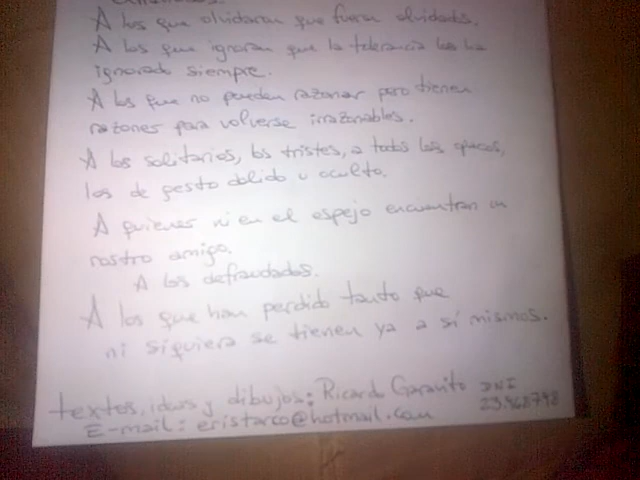 A los que olvidaron que fueron olvidados.
A los que ignoran que la tolerancia los ha
ignorado siempre.
A los que no pueden razonar pero tienen
razones para volverse irrazonables.
A los solitarios, los tristes, a todos los opacos,
los de gesto dolido u oculto.
A quienes ni en el espejo encuentran un
rostro amigo.
A los defraudados.
A los que han perdido tanto que
ni siquiera se tienen ya a sí mismos.
textos, ideas y dibujos: Ricardo DNI
E-mail: eristarco@hotmail.com 23.968798